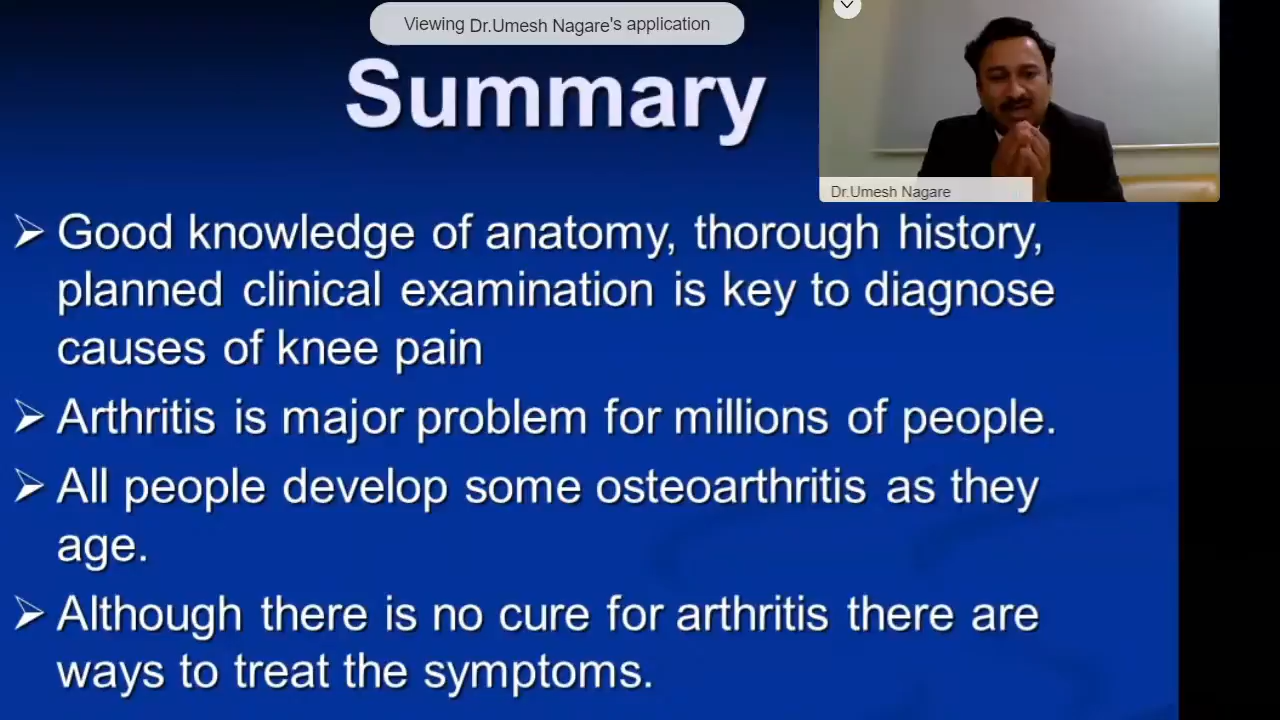 Viewing Dr.Umesh Nagare's application
Summary
Dr.Umesh Nagare
➢ Good knowledge of anatomy, thorough history,
planned clinical examination is key to diagnose
causes of knee pain
➢ Arthritis is major problem for millions of people.
➢ All people develop some osteoarthritis as they
age.
➢ Although there is no cure for arthritis there are
ways to treat the symptoms.